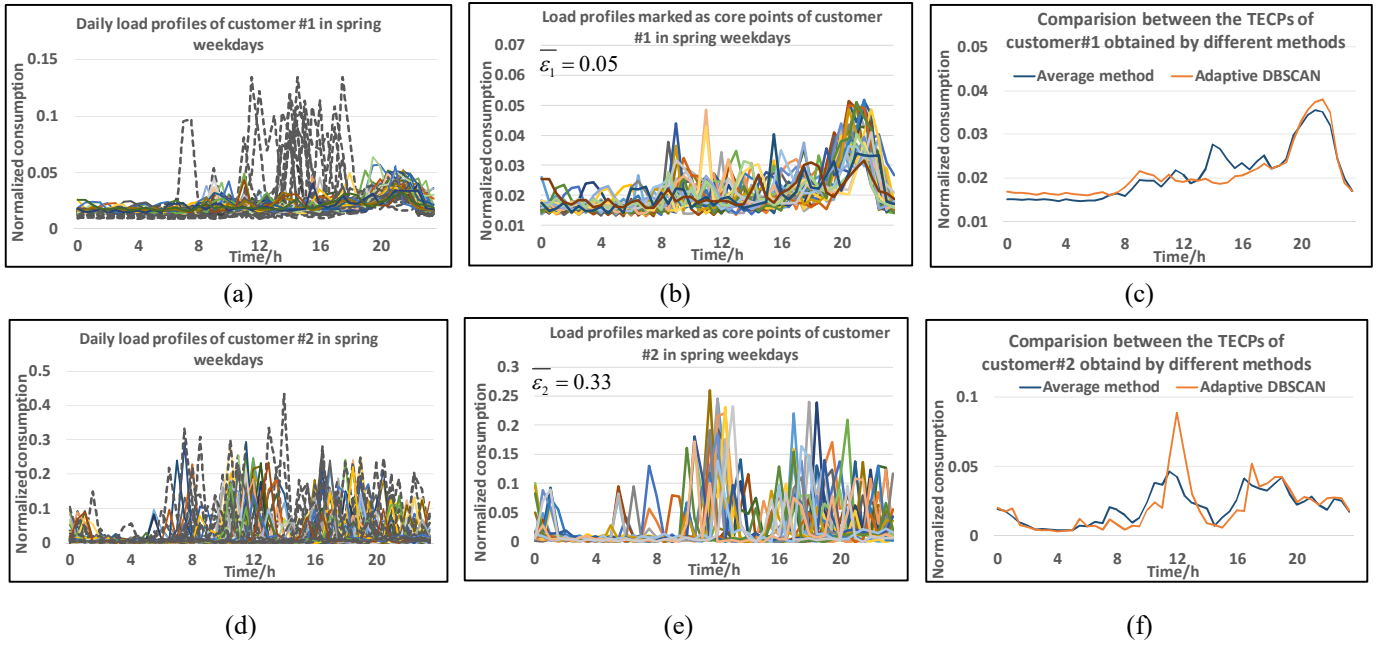 Daily load profiles of customer #1 in spring
weekdays
Normalized consumption
0.15
0.1
0.05
0
0 4 8 12 16 20
Time/h
(a)
Load profiles marked as core points of customer
#1 in spring weekdays
ε₁ = 0.05
Normalized consumption
0.07
0.06
0.05
0.04
0.03
0.02
0.01
0 4 8 12 16 20
Time/h
(b)
Comparision between the TECPs of
customer#1 obtained by different methods
Average method Adaptive DBSCAN
Normalized consumption
0.05
0.04
0.03
0.02
0.01
0 4 8 12 16 20
Time/h
(c)
Daily load profiles of customer #2 in spring
weekdays
Normalized consumption
0.5
0.4
0.3
0.2
0.1
0
0 4 8 12 16 20
Time/h
(d)
Load profiles marked as core points of customer
#2 in spring weekdays
ε₂ = 0.33
Normalized consumption
0.3
0.25
0.2
0.15
0.1
0.05
0
0 4 8 12 16 20
Time/h
(e)
Comparision between the TECPs of
customer#2 obtaind by different methods
Average method Adaptive DBSCAN
Normalized consumption
0.1
0.05
0
0 4 8 12 16 20
Time/h
(f)